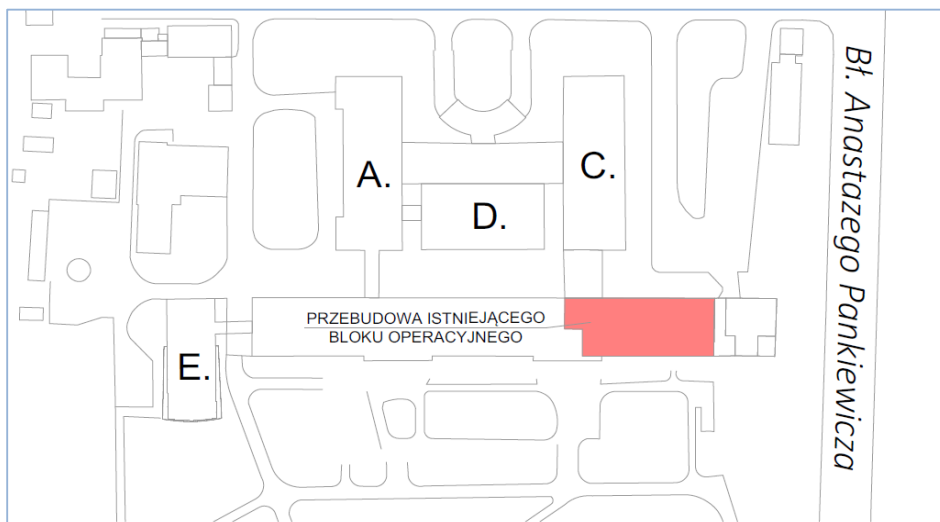 A.
C.
D.
PRZEBUDOWA ISTNIEJĄCEGO
BLOKU OPERACYJNEGO
E.
Bł. Anastazego Pankiewicza